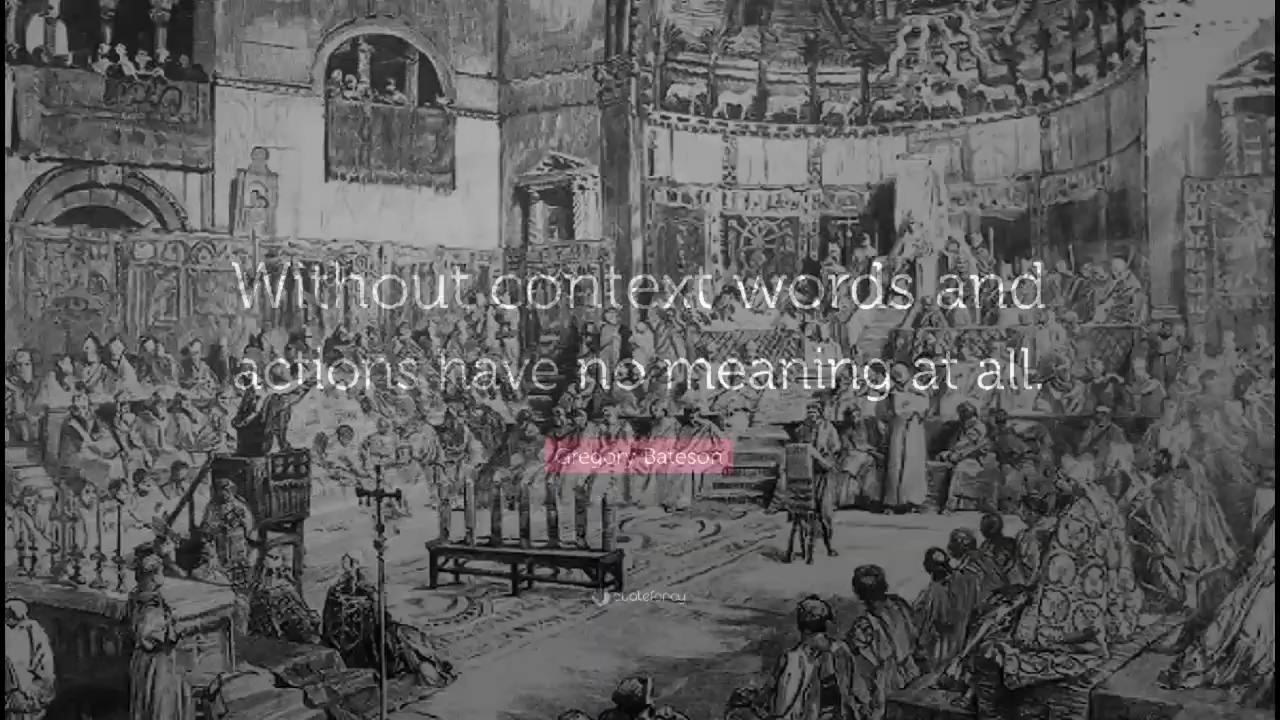 Without context words and
actions have no meaning at all.
Gregory Bateson
quotefancy